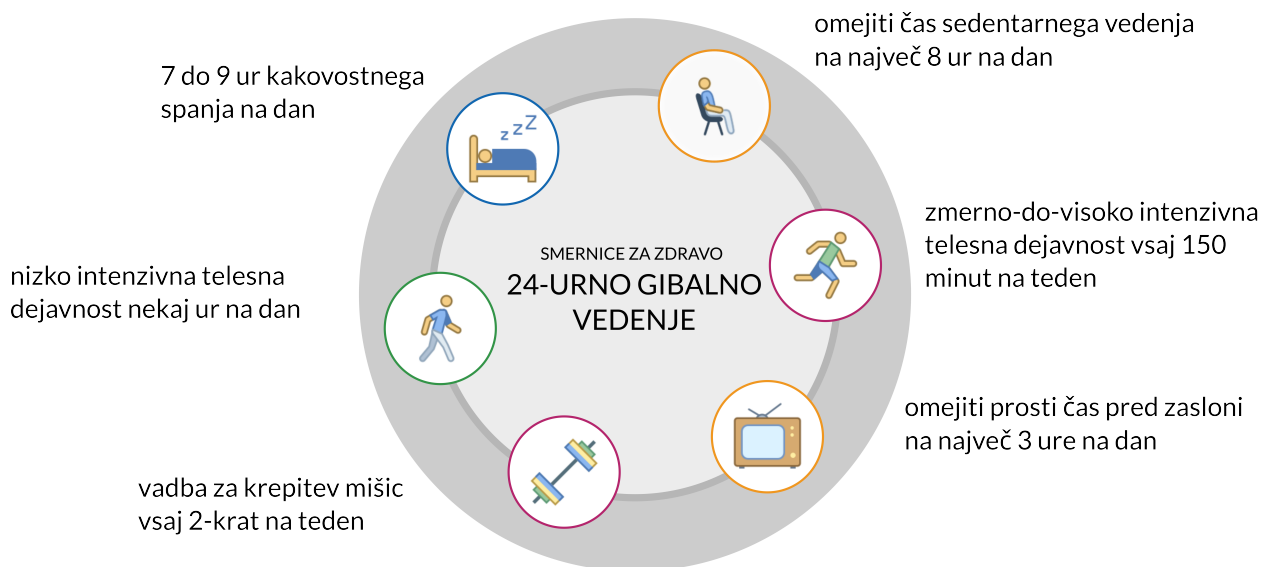 omejiti čas sedentarnega vedenja
na največ 8 ur na dan
7 do 9 ur kakovostnega
spanja na dan
z z Z
zmerno-do-visoko intenzivna
telesna dejavnost vsaj 150
minut na teden
SMERNICE ZA ZDRAVO
24-URNO GIBALNO
VEDENJE
nizko intenzivna telesna
dejavnost nekaj ur na dan
omejiti prosti čas pred zasloni
na največ 3 ure na dan
vadba za krepitev mišic
vsaj 2-krat na teden